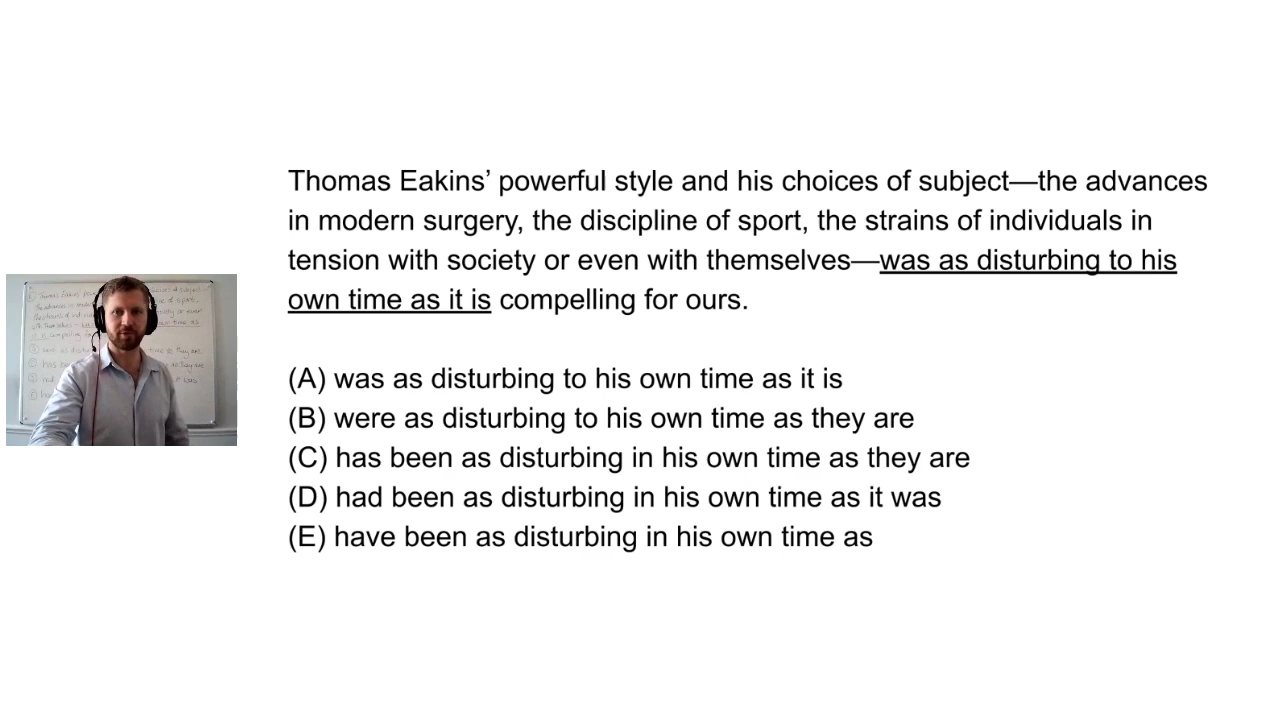 Thomas Eakins’ powerful style and his choices of subject—the advances
in modern surgery, the discipline of sport, the strains of individuals in
tension with society or even with themselves—was as disturbing to his
own time as it is compelling for ours.
(A) was as disturbing to his own time as it is
(B) were as disturbing to his own time as they are
(C) has been as disturbing in his own time as they are
(D) had been as disturbing in his own time as it was
(E) have been as disturbing in his own time as